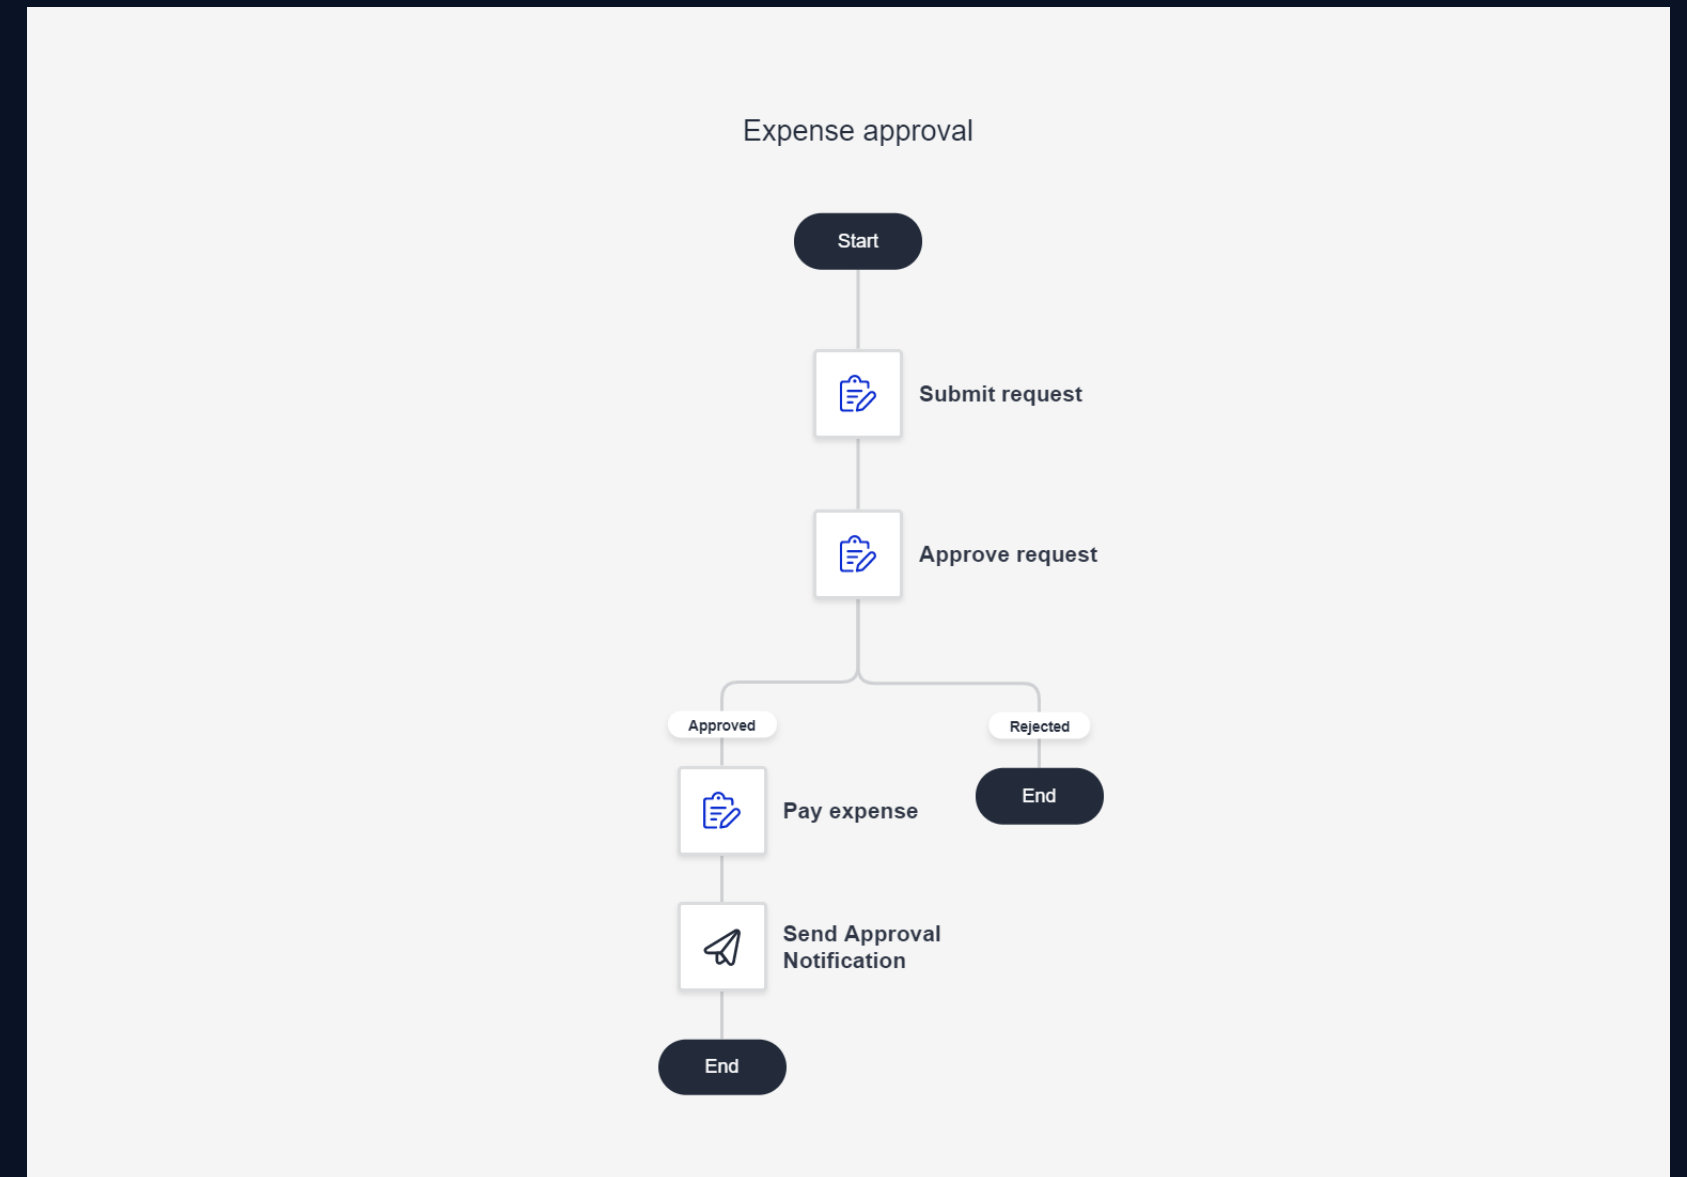 Expense approval
Start
Submit request
Approve request
Approved
Rejected
Pay expense
End
Send Approval
Notification
End